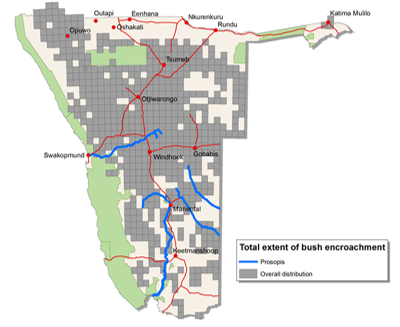 Katima Mulilo
Outapi
Eenhana
Nkurenkuru
Oshakati
Rundu
Opuwo
Tsumeb
Otjiwarongo
Swakopmund
Windhoek
Gobabis
Mariental
Keetmanshoop
Total extent of bush encroachment
Prosopis
Overall distribution